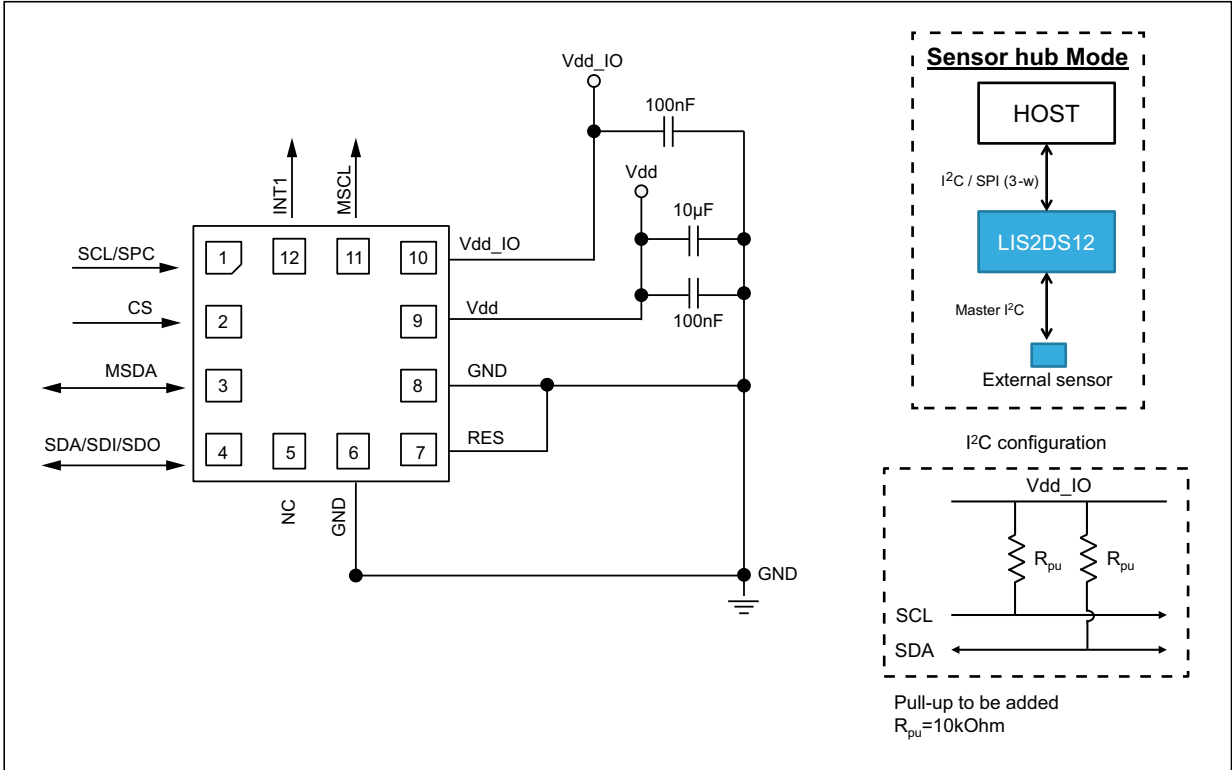 Vdd_IO
100nF
Vdd
10µF
100nF
INT1
MSCL
SCL/SPC
1
12
11
10
Vdd_IO
CS
2
9
Vdd
MSDA
3
8
GND
SDA/SDI/SDO
4
5
6
7
RES
NC
GND
GND
Sensor hub Mode
HOST
I²C / SPI (3-w)
LIS2DS12
Master I²C
External sensor
I²C configuration
Vdd_IO
Rpu
Rpu
SCL
SDA
Pull-up to be added
Rpu=10kOhm